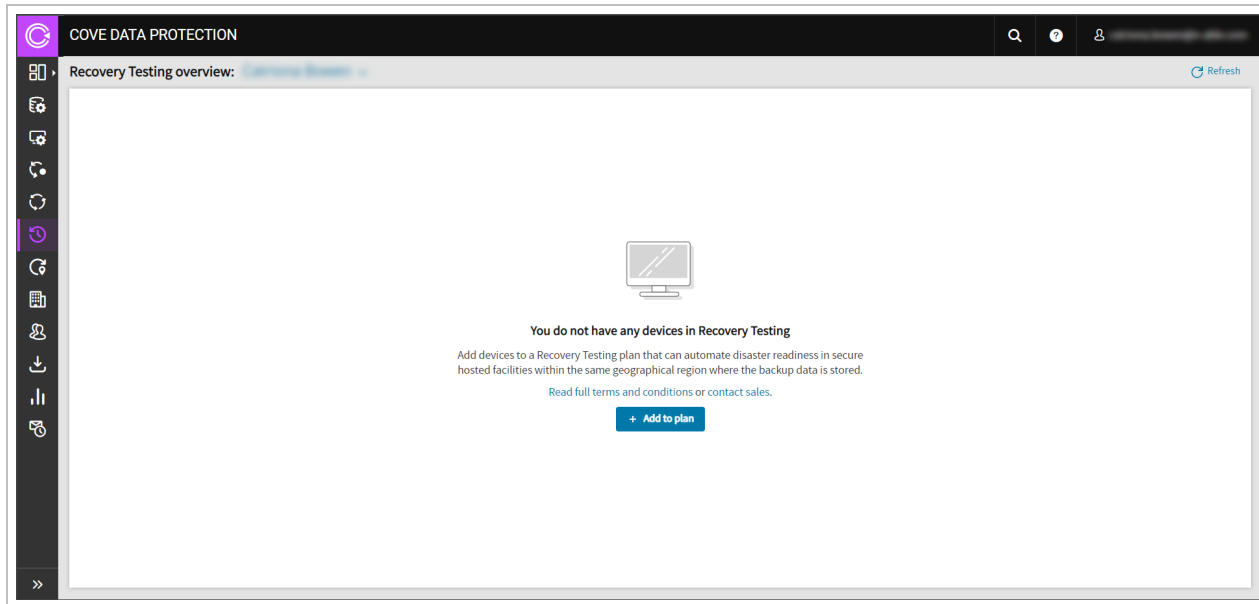 COVE DATA PROTECTION
Recovery Testing overview:
Refresh
You do not have any devices in Recovery Testing
Add devices to a Recovery Testing plan that can automate disaster readiness in secure
hosted facilities within the same geographical region where the backup data is stored.
Read full terms and conditions or contact sales.
+ Add to plan